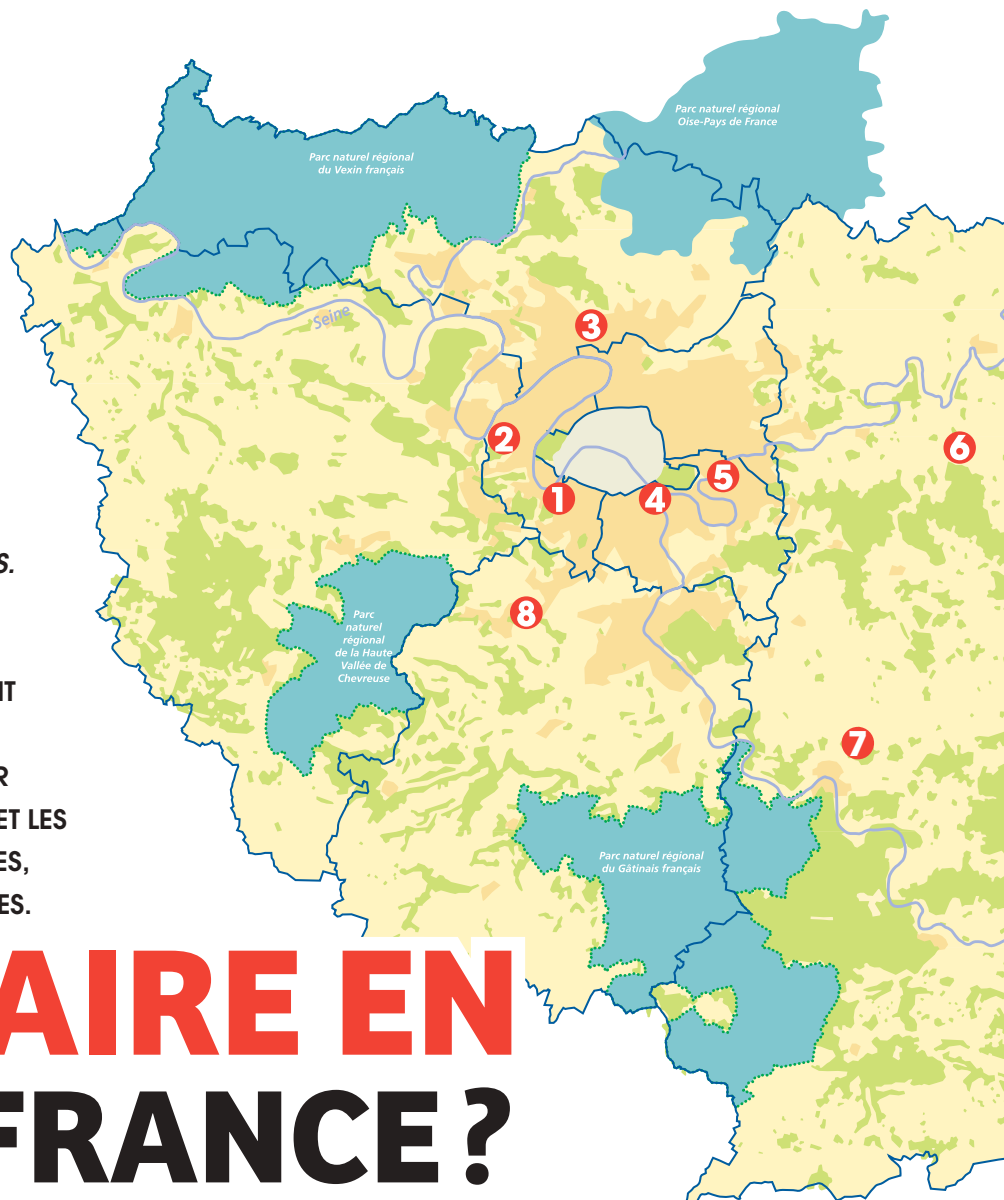 Parc naturel régional
Oise-Pays de France
Parc naturel régional
du Vexin français
Seine
3
2
6
5
1
4
S.
8
Parc
naturel
régional
de la Haute
Vallée de
Chevreuse
NT
7
R
ET LES
ES,
ES.
Parc naturel régional
du Gâtinais français
AIRE EN
FRANCE ?